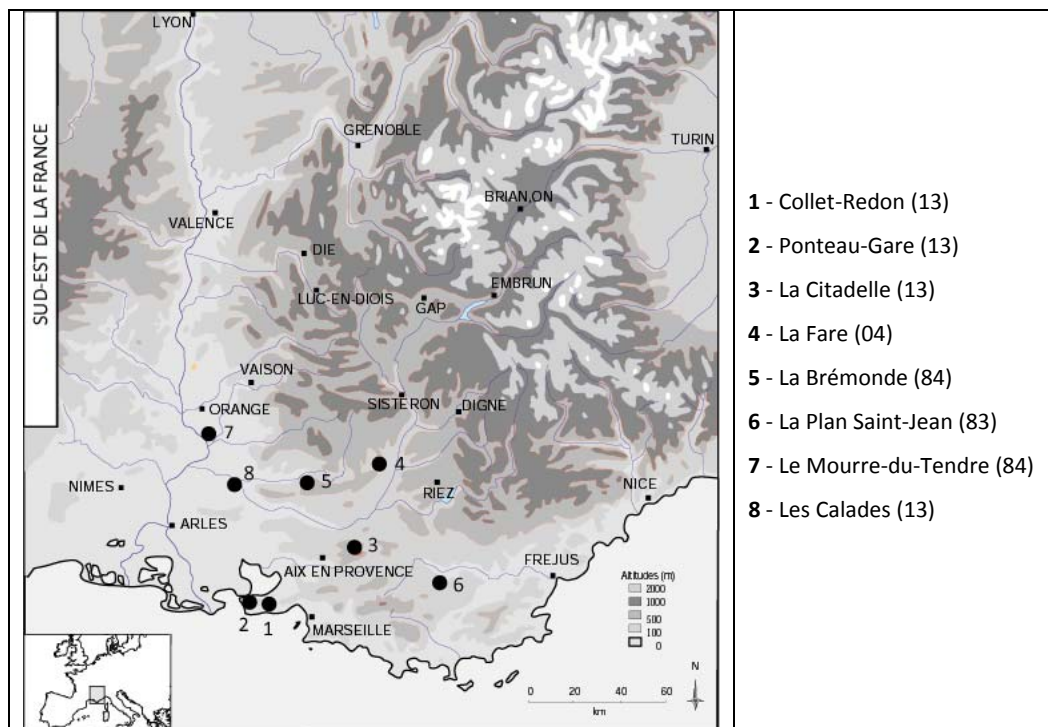 SUD-EST DE LA FRANCE
LYON
GRENOBLE
TURIN
BRIAN,ON
VALENCE
DIE
LUC-EN-DIOIS
GAP
EMBRUN
VAISON
ORANGE
SISTERON
DIGNE
7
4
8
5
NIMES
RIEZ
NICE
ARLES
3
AIX EN PROVENCE
6
FREJUS
2
1
MARSEILLE
Altitudes (m)
2000
1000
500
100
0
N
0 20 40 60
km
1 - Collet-Redon (13)
2 - Ponteau-Gare (13)
3 - La Citadelle (13)
4 - La Fare (04)
5 - La Brémonde (84)
6 - La Plan Saint-Jean (83)
7 - Le Mourre-du-Tendre (84)
8 - Les Calades (13)